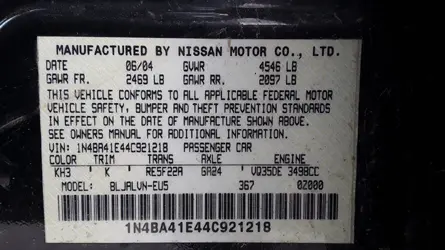 MANUFACTURED BY NISSAN MOTOR CO., LTD.
DATE 06/04 GVWR 4546 LB
GAWR FR. 2469 LB GAWR RR. 2097 LB
THIS VEHICLE CONFORMS TO ALL APPLICABLE FEDERAL MOTOR
VEHICLE SAFETY, BUMPER AND THEFT PREVENTION STANDARDS
IN EFFECT ON THE DATE OF MANUFACTURE SHOWN ABOVE.
SEE OWNERS MANUAL FOR ADDITIONAL INFORMATION.
VIN: 1N4BA41E44C921218 PASSENGER CAR
COLOR TRIM TRANS AXLE ENGINE
KH3 K RE5F22A GA24 VQ35DE 3498CC
MODEL: BLJALVN-EU5 367 02000
1N4BA41E44C921218